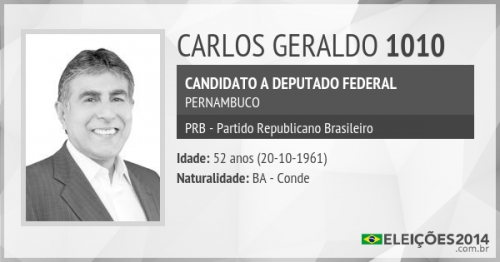 CARLOS GERALDO 1010
CANDIDATO A DEPUTADO FEDERAL
PERNAMBUCO
PRB - Partido Republicano Brasileiro
Idade: 52 anos (20-10-1961)
Naturalidade: BA - Conde
ELEIÇÕES2014
.com.br